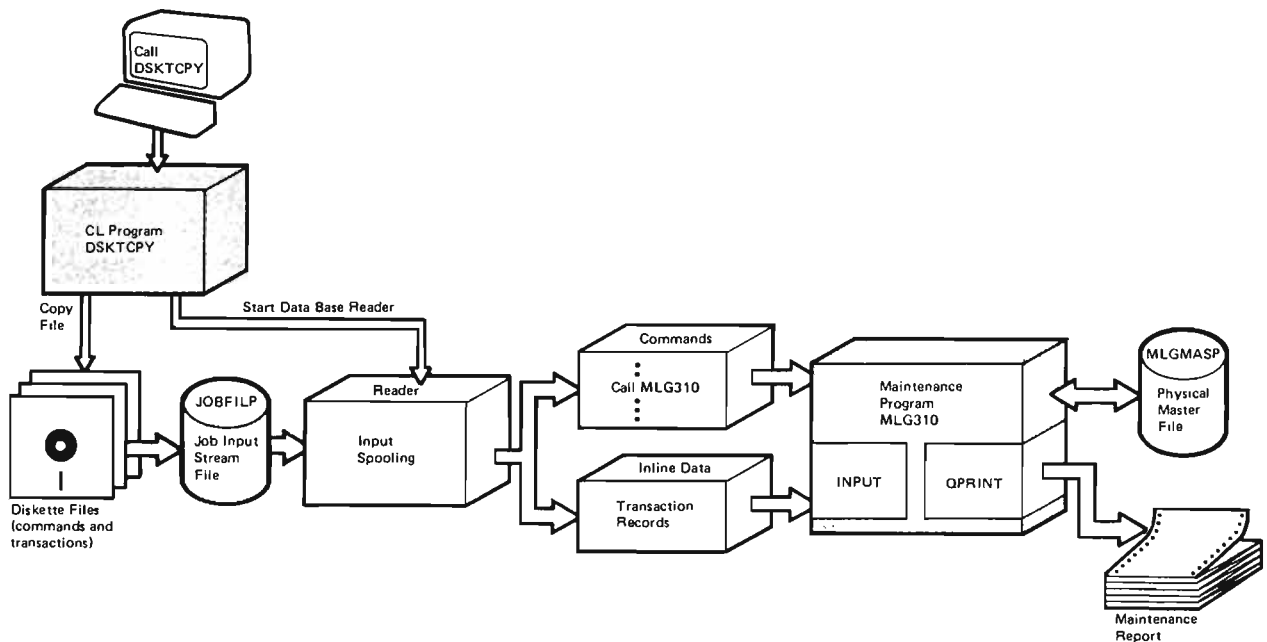 Call
DSKTCPY
CL Program
DSKTCPY
Copy
File
Start Data Base Reader
Diskette Files
(commands and
transactions)
JOBFILP
Job Input
Stream
File
Reader
Input
Spooling
Commands
Call MLG310
Inline Data
Transaction
Records
Maintenance
Program
MLG310
INPUT
QPRINT
MLGMASP
Physical
Master
File
Maintenance
Report